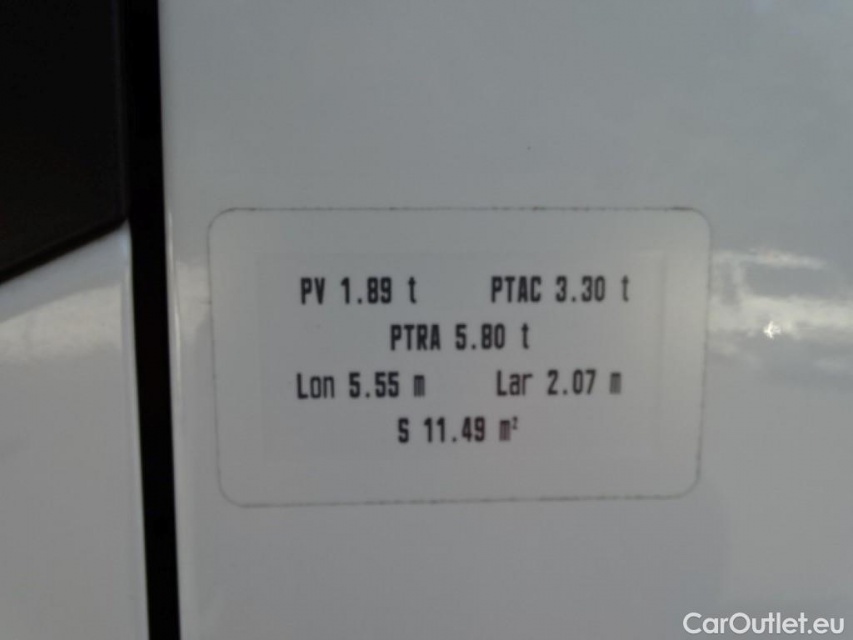 PV 1.89 t PTAC 3.30 t
PTRA 5.80 t
Lon 5.55 m Lar 2.07 m
S 11.49 m²
CarOutlet.eu